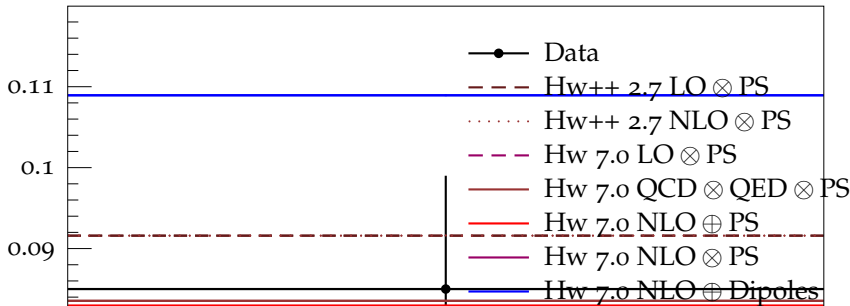 Data
0.11
Hw++ 2.7 LO ⊗ PS
Hw++ 2.7 NLO ⊗ PS
0.1
Hw 7.0 LO ⊗ PS
Hw 7.0 QCD ⊗ QED ⊗ PS
Hw 7.0 NLO ⊕ PS
0.09
Hw 7.0 NLO ⊗ PS
Hw 7.0 NLO ⊕ Dipoles